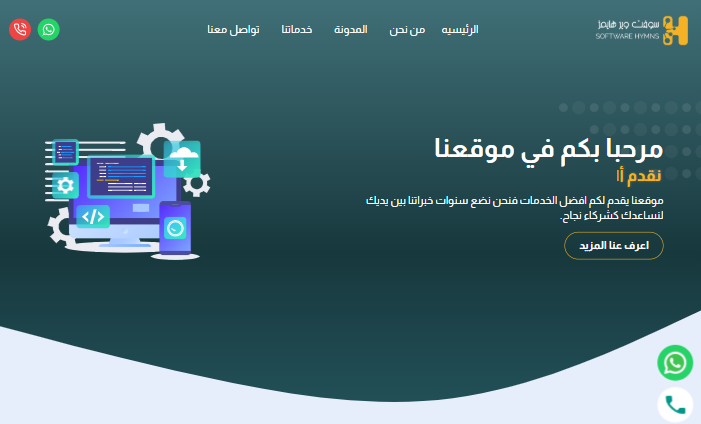 سوفت وير هايمز
SOFTWARE HYMNS
الرئيسيه
من نحن
المدونة
خدماتنا
تواصل معنا
مرحبا بكم في موقعنا
نقدم أ|
موقعنا يقدم لكم افضل الخدمات فنحن نضع سنوات خبراتنا بين يديك
لنساعدك كشركاء نجاح.
اعرف عنا المزيد